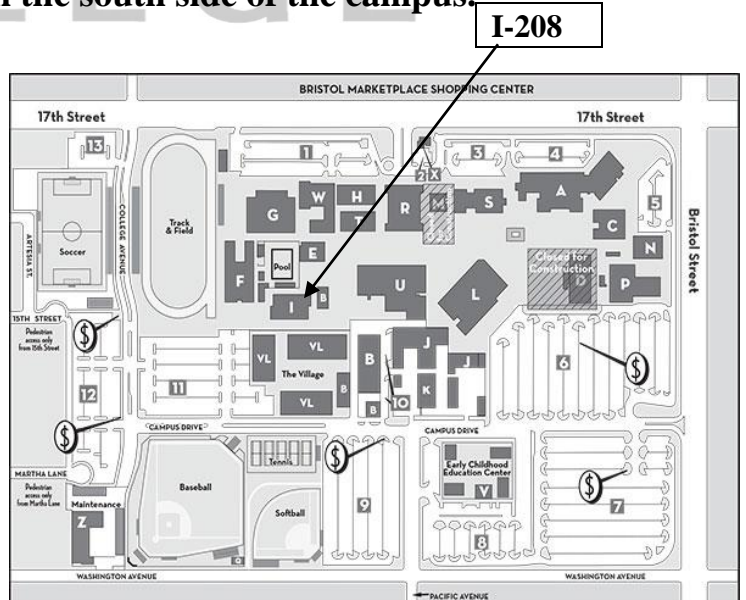 the south side of the campus.
I-208
BRISTOL MARKETPLACE SHOPPING CENTER
17th Street
17th Street
13
1
3
4
2
X
W
H
G
T
R
M
S
A
5
C
N
COLLEGE AVENUE
Track
& Field
ARTESIA ST.
Soccer
Bristol Street
F
Pool
E
I
B
U
L
Closed for
Construction
D
P
15TH STREET
Pedestrian
access only
from 15th Street
$
12
11
VL
VL
The Village
VL
B
B
B
J
J
K
10
6
$
$
CAMPUS DRIVE
CAMPUS DRIVE
MARTHA LANE
Pedestrian
access only
from Martha Lane
Maintenance
Z
Baseball
Tennis
Softball
$
9
Early Childhood
Education Center
V
8
$
7
WASHINGTON AVENUE
WASHINGTON AVENUE
PACIFIC AVENUE